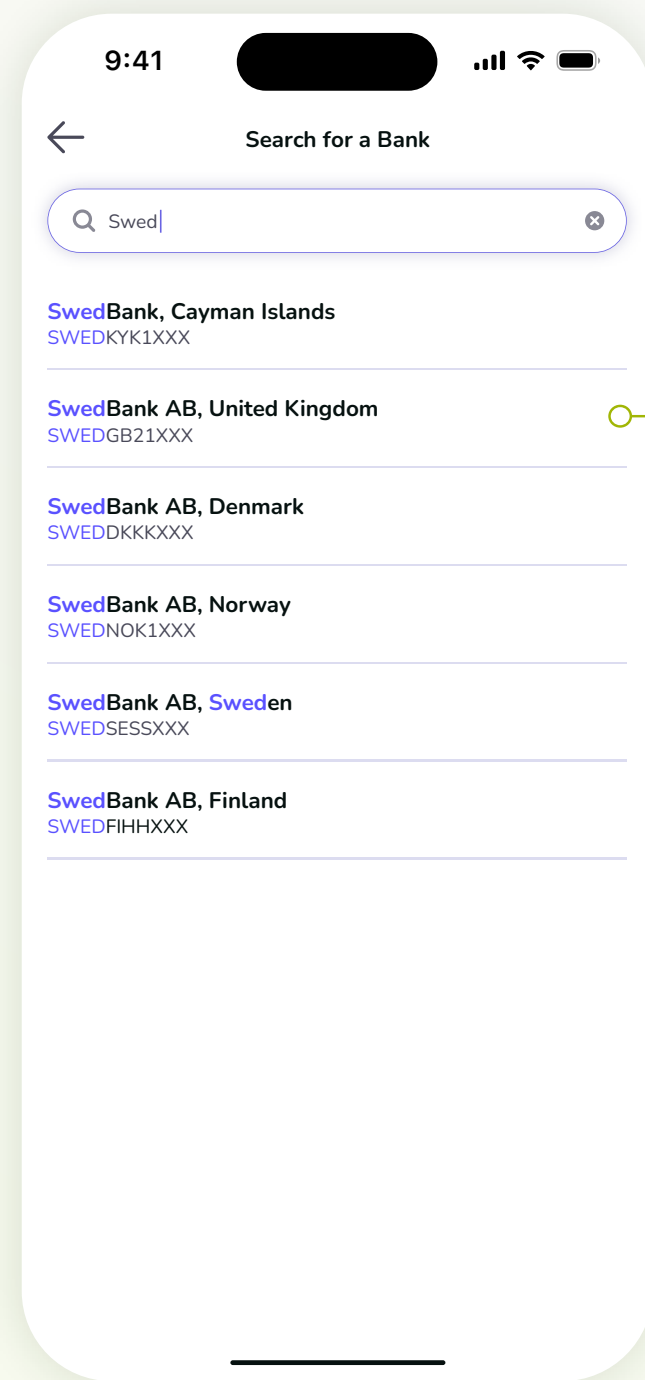 9:41
Search for a Bank
Swed
SwedBank, Cayman Islands
SWEDKYK1XXX
SwedBank AB, United Kingdom
SWEDGB21XXX
SwedBank AB, Denmark
SWEDDKKKXXX
SwedBank AB, Norway
SWEDNOK1XXX
SwedBank AB, Sweden
SWEDSESSXXX
SwedBank AB, Finland
SWEDFIHHXXX